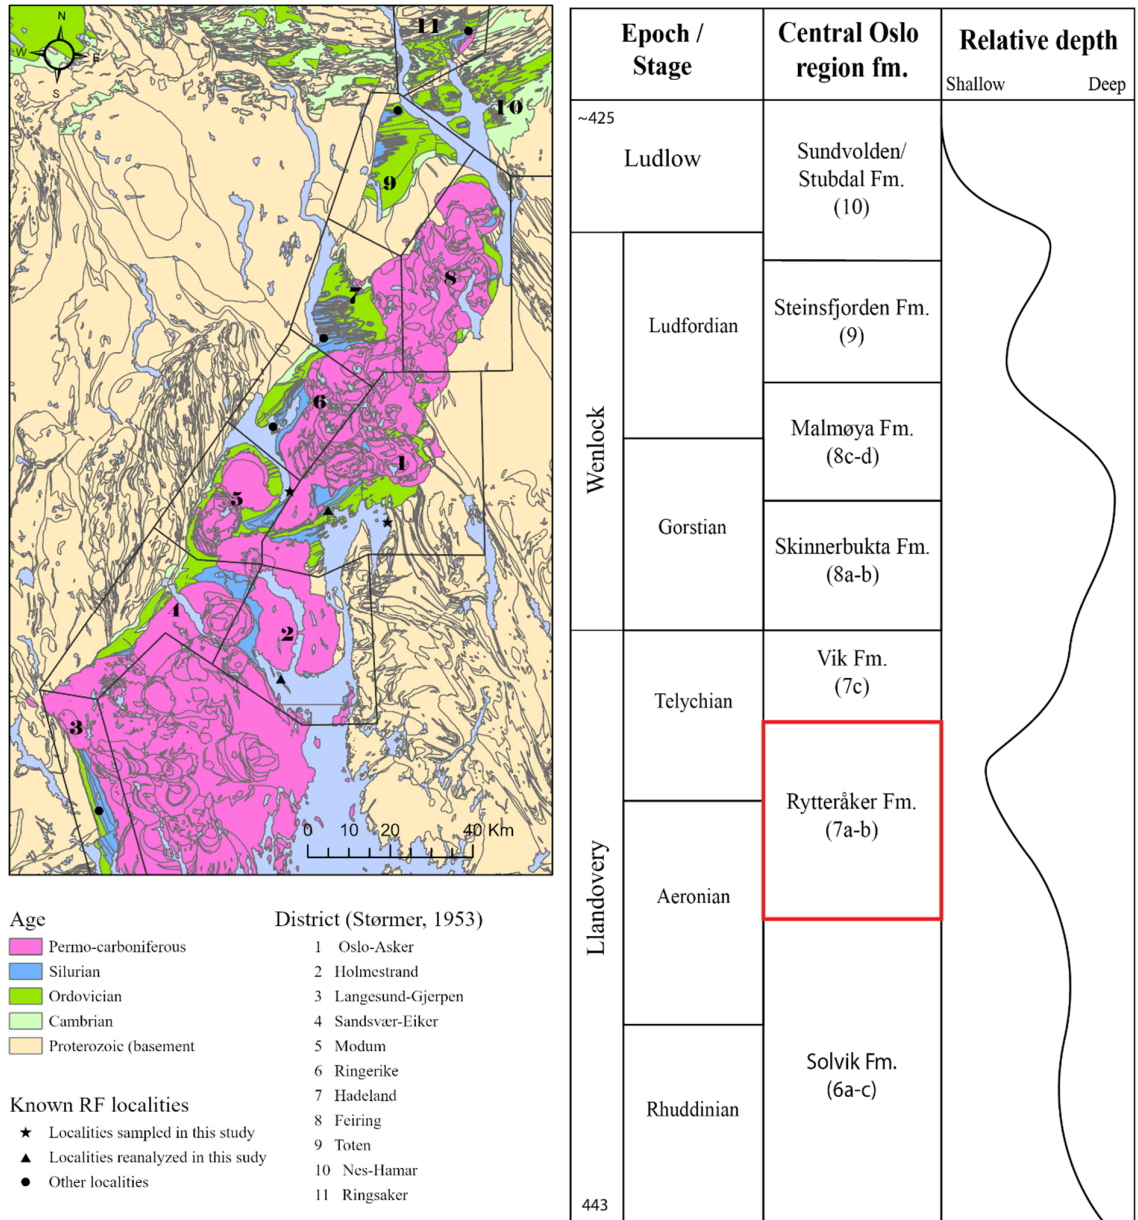 N
W
E
S
11
10
9
8
7
6
1
5
4
2
3
0 10 20 40 Km
Age
Permo-carboniferous
Silurian
Ordovician
Cambrian
Proterozoic (basement
Known RF localities
Localities sampled in this study
Localities reanalyzed in this sudy
Other localities
District (Størmer, 1953)
1 Oslo-Asker
2 Holmestrand
3 Langesund-Gjerpen
4 Sandsvær-Eiker
5 Modum
6 Ringerike
7 Hadeland
8 Feiring
9 Toten
10 Nes-Hamar
11 Ringsaker
Epoch /
Stage
Central Oslo
region fm.
Relative depth
Shallow Deep
~425
Ludlow
Wenlock
Llandovery
Ludfordian
Gorstian
Telychian
Aeronian
Rhuddinian
443
Sundvolden/
Stubdal Fm.
(10)
Steinsfjorden Fm.
(9)
Malmøya Fm.
(8c-d)
Skinnerbukta Fm.
(8a-b)
Vik Fm.
(7c)
Rytteråker Fm.
(7a-b)
Solvik Fm.
(6a-c)